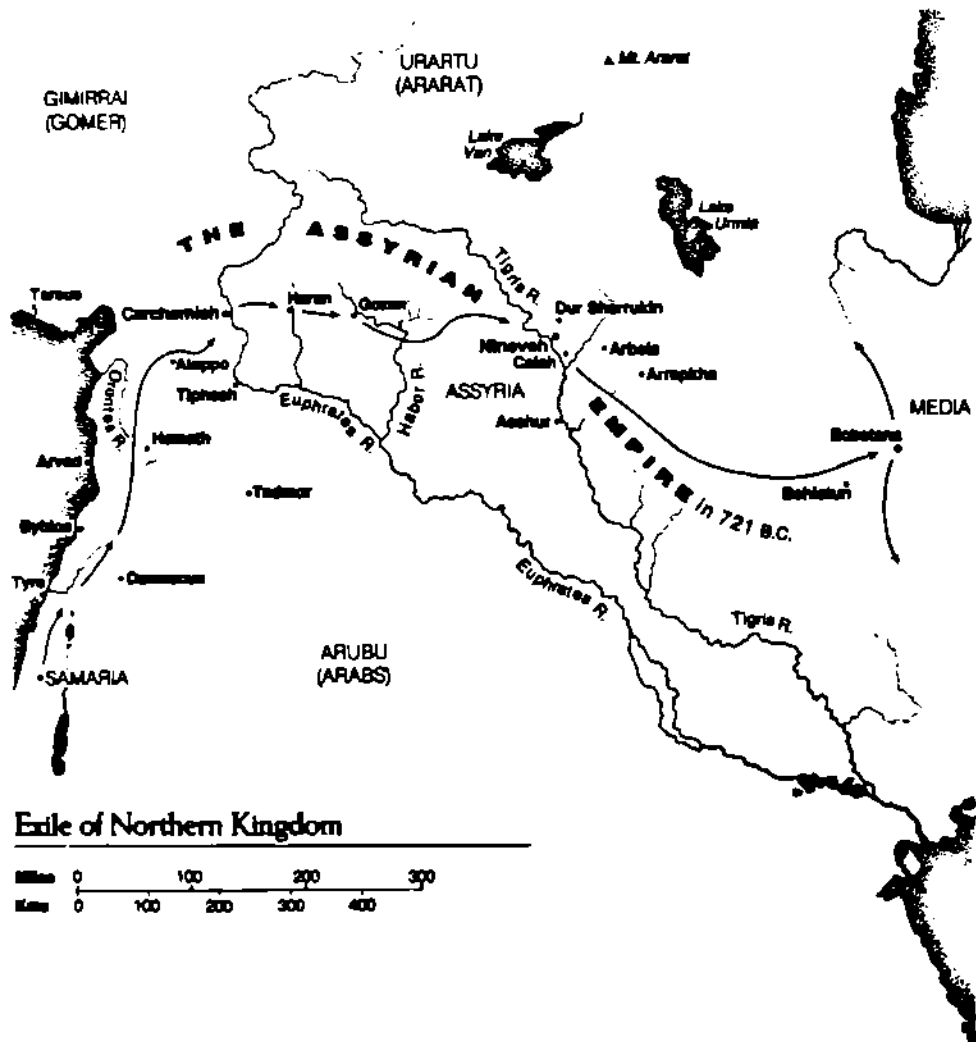 URARTU
(ARARAT)
Mt. Ararat
GIMIRRAI
(GOMER)
Lake
Van
Lake
Urmia
THE ASSYRIAN
Tigris R.
Tarsus
Carchemish
Haran
Gozan
Dur Sharrukin
Nineveh
Calah
Arbela
Aleppo
Arrapkha
Tiphsah
Orontes R.
Euphrates R.
Habor R.
ASSYRIA
MEDIA
Asshur
EMPIRE in 721 B.C.
Hamath
Arvad
Behistun
Tadmor
Byblos
Tyre
Damascus
Euphrates R.
Tigris R.
ARUBU
(ARABS)
SAMARIA
Exile of Northern Kingdom
Miles 0 100 200 300
0 100 200 300 400